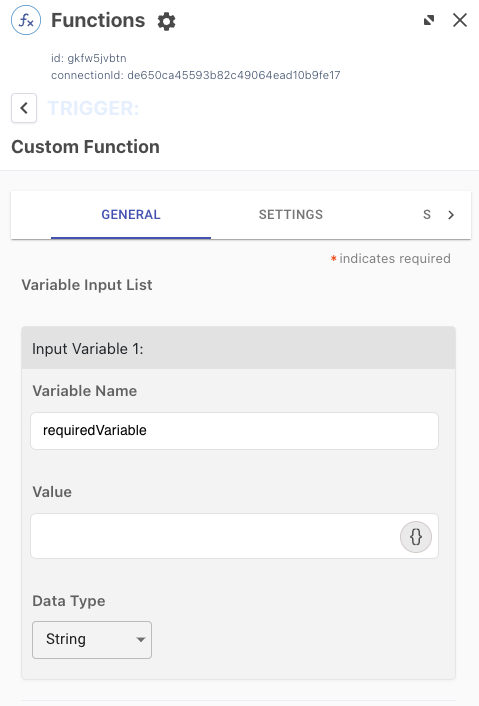 fx Functions
id: gkfw5jvbtn
connectionId: de650ca45593b82c49064ead10b9fe17
TRIGGER:
Custom Function
GENERAL SETTINGS S
* indicates required
Variable Input List
Input Variable 1:
Variable Name
requiredVariable
Value
{}
Data Type
String